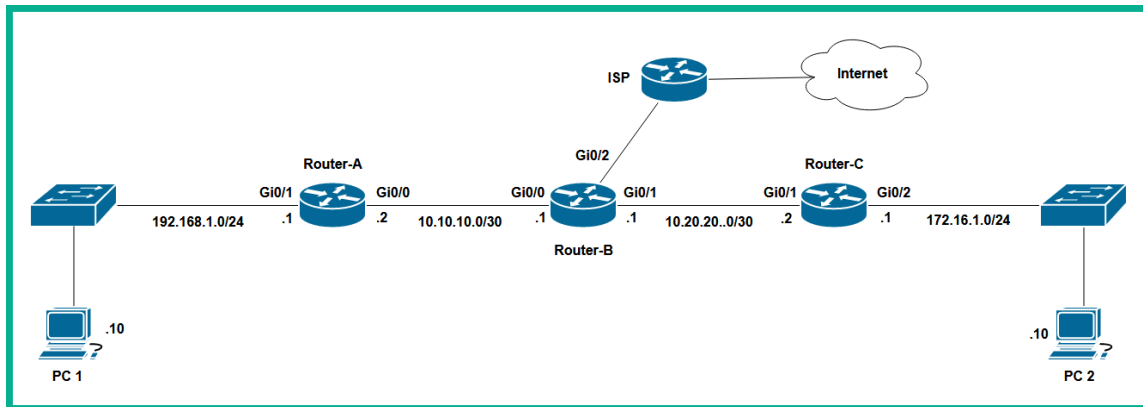 ISP
Internet
Gi0/2
Router-A
Router-C
Gi0/1
Gi0/0
Gi0/0
Gi0/1
Gi0/1
Gi0/2
192.168.1.0/24
.1
.2
10.10.10.0/30
.1
.1
10.20.20..0/30
.2
.1
172.16.1.0/24
Router-B
.10
.10
PC 1
PC 2